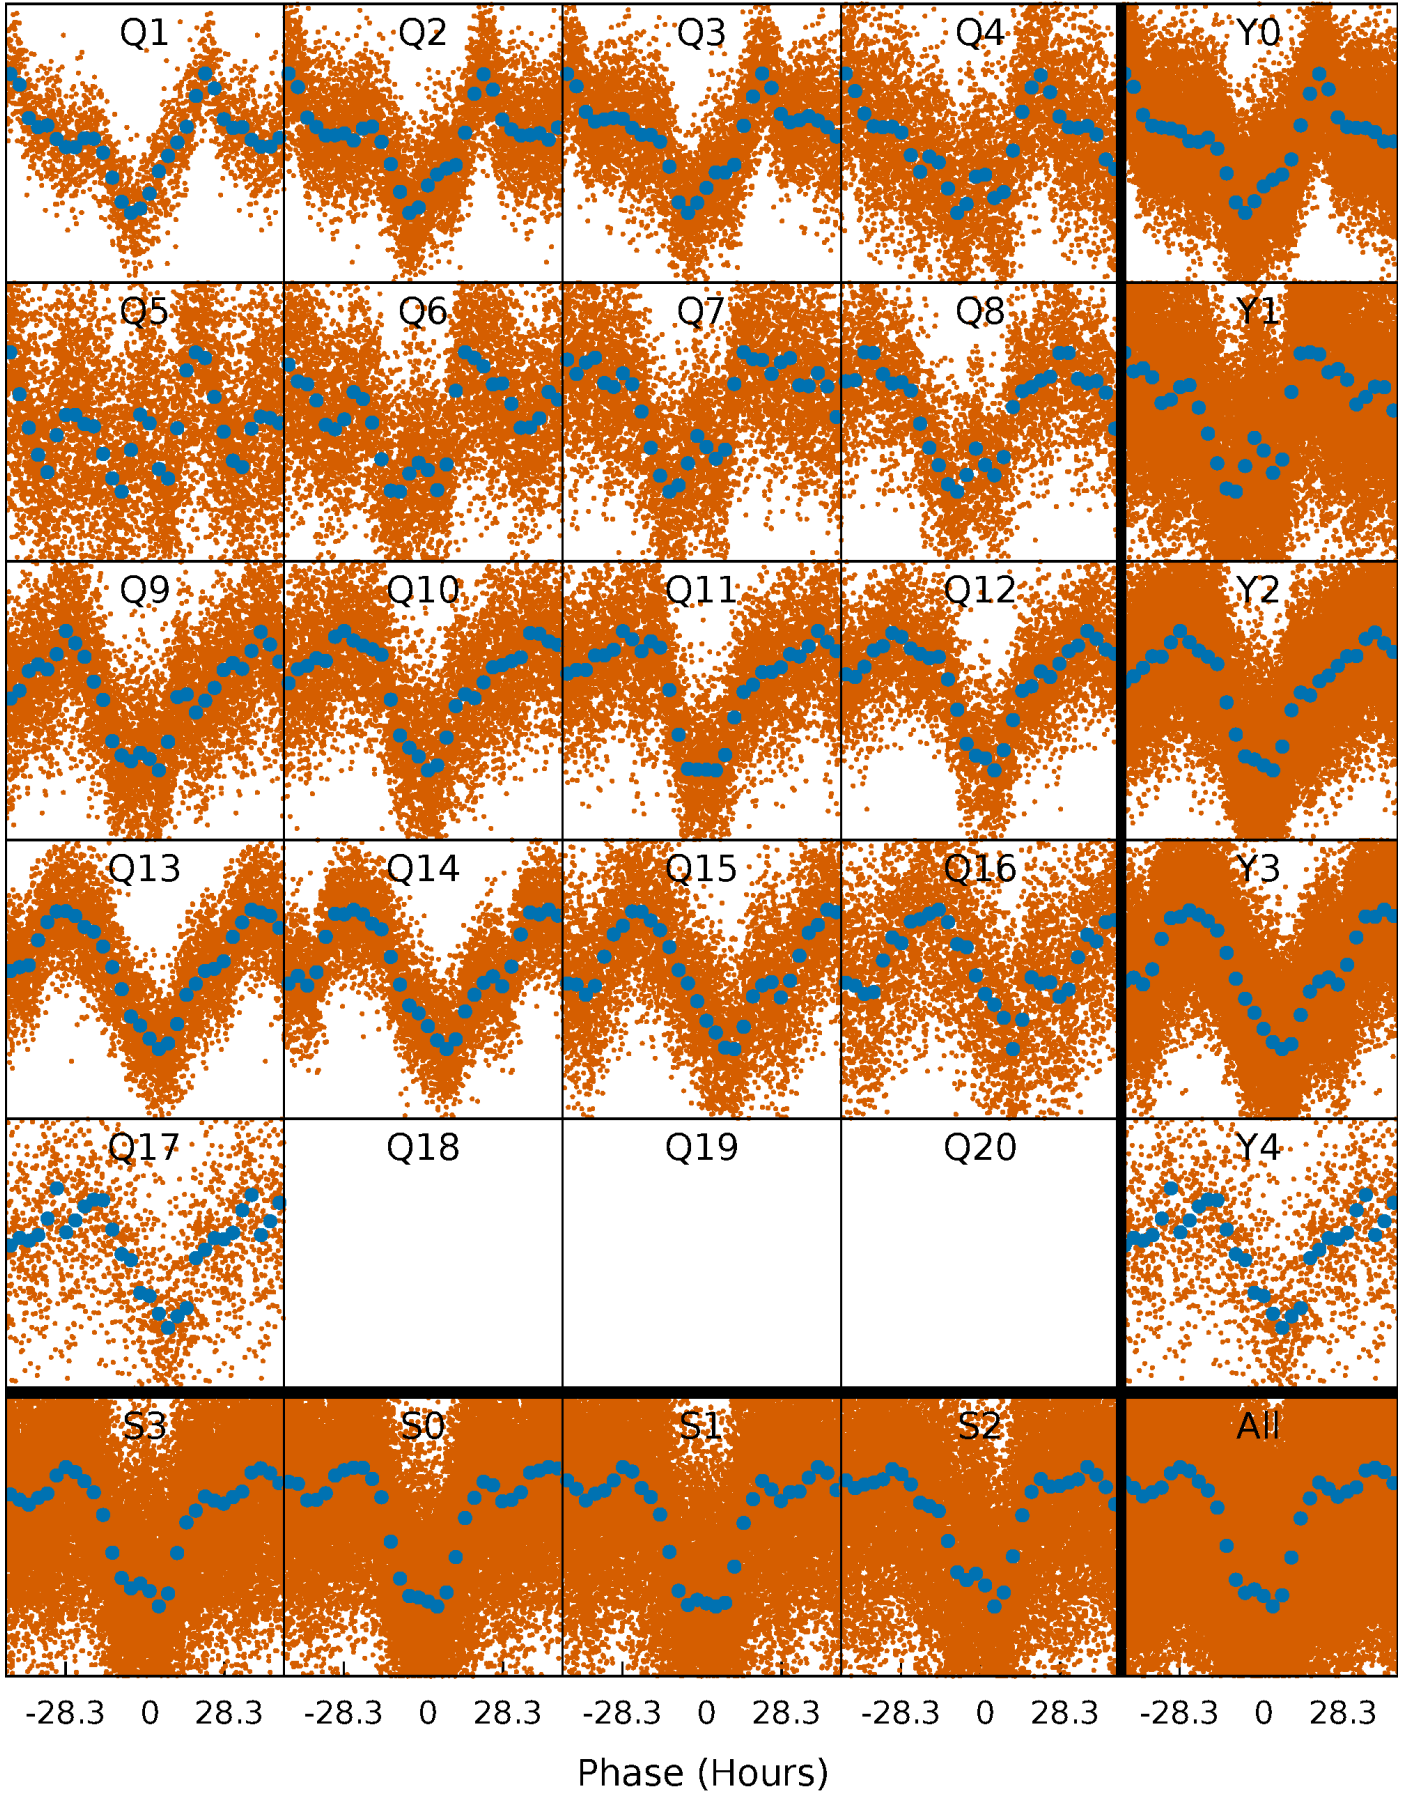 Q1 Q2 Q3 Q4 Y0
Q5 Q6 Q7 Q8 Y1
Q9 Q10 Q11 Q12 Y2
Q13 Q14 Q15 Q16 Y3
Q17 Q18 Q19 Q20 Y4
S3 S0 S1 S2 All
-28.3 0 28.3 -28.3 0 28.3 -28.3 0 28.3 -28.3 0 28.3 -28.3 0 28.3
Phase (Hours)